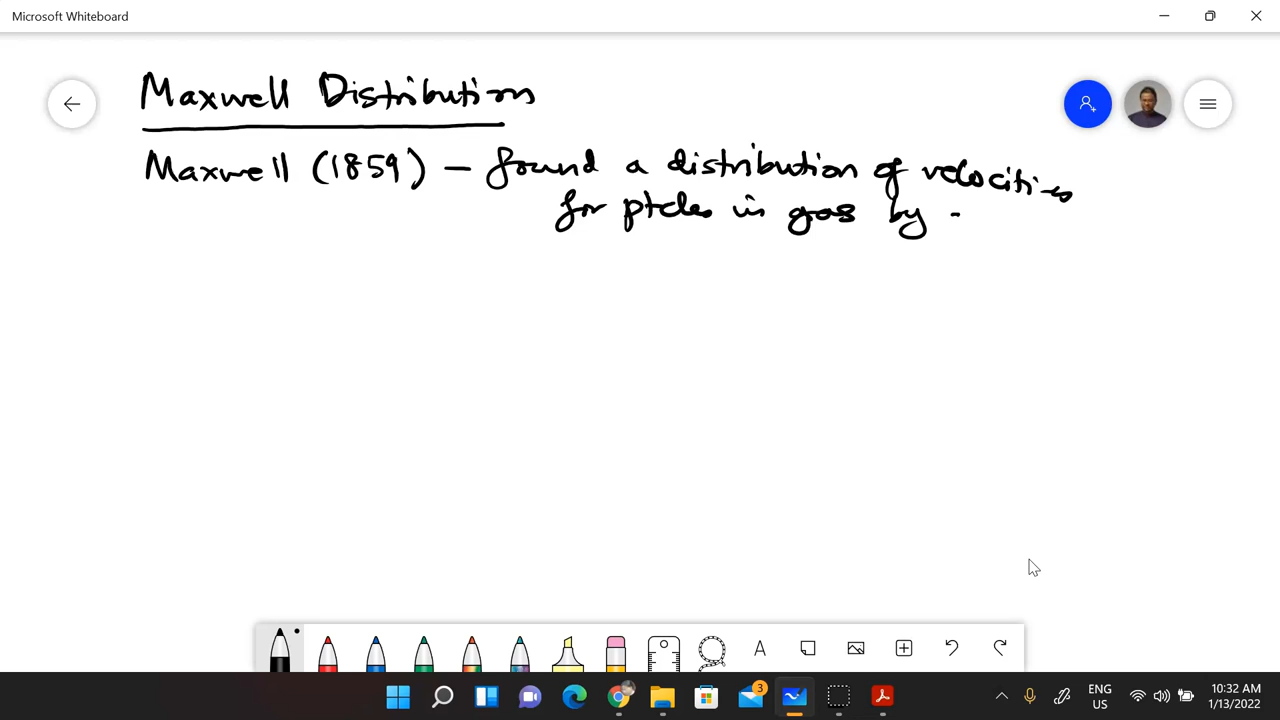 Microsoft Whiteboard
Maxwell Distribution
Maxwell (1859) — found a distribution of velocities
for ptcles in gas by -
A
3
ENG
US
10:32 AM
1/13/2022